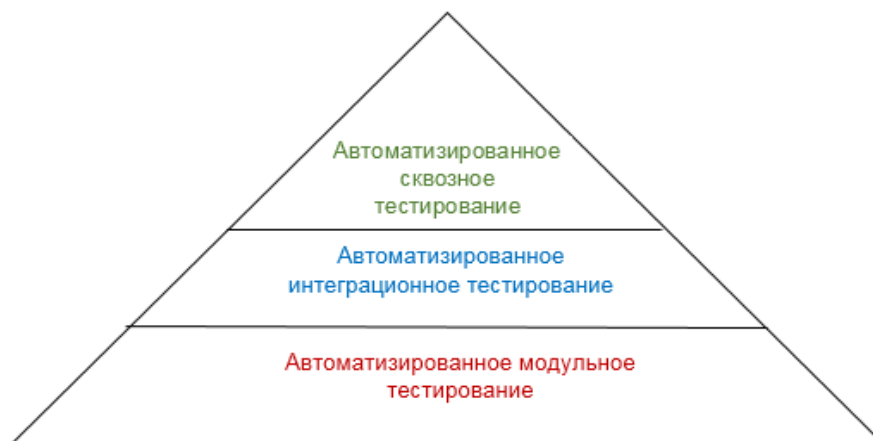 Автоматизированное
сквозное
тестирование
Автоматизированное
интеграционное тестирование
Автоматизированное модульное
тестирование